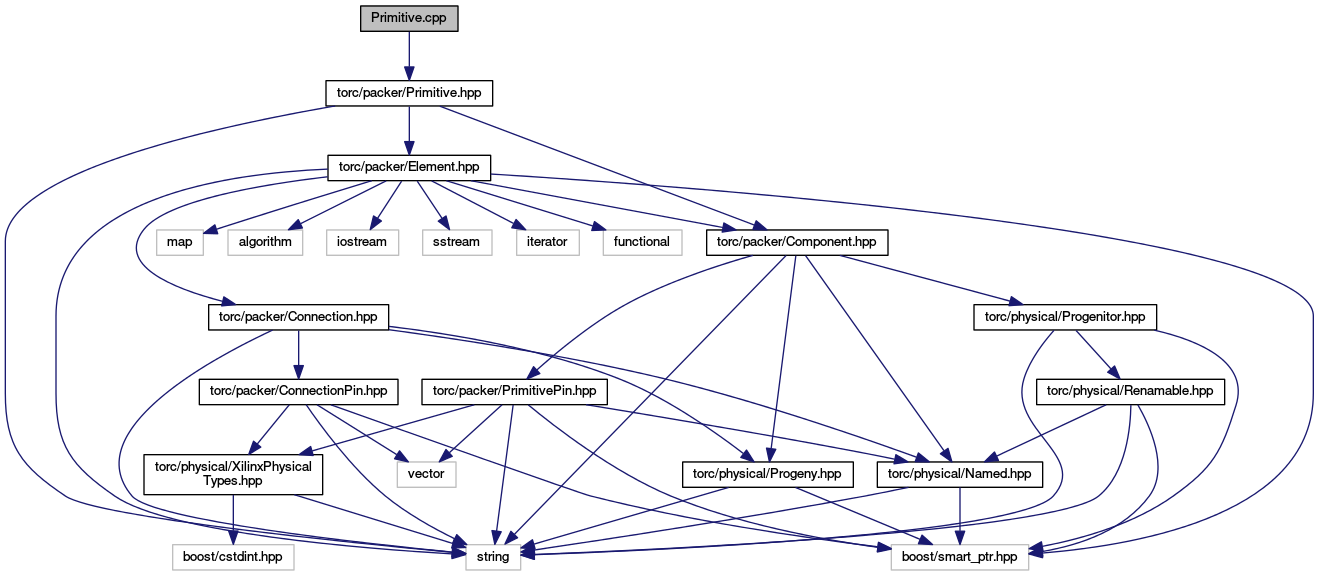 Primitive.cpp
torc/packer/Primitive.hpp
torc/packer/Element.hpp
map
algorithm
iostream
sstream
iterator
functional
torc/packer/Component.hpp
torc/packer/Connection.hpp
torc/physical/Progenitor.hpp
torc/packer/ConnectionPin.hpp
torc/packer/PrimitivePin.hpp
torc/physical/Renamable.hpp
torc/physical/XilinxPhysical
Types.hpp
vector
torc/physical/Progeny.hpp
torc/physical/Named.hpp
boost/cstdint.hpp
string
boost/smart_ptr.hpp